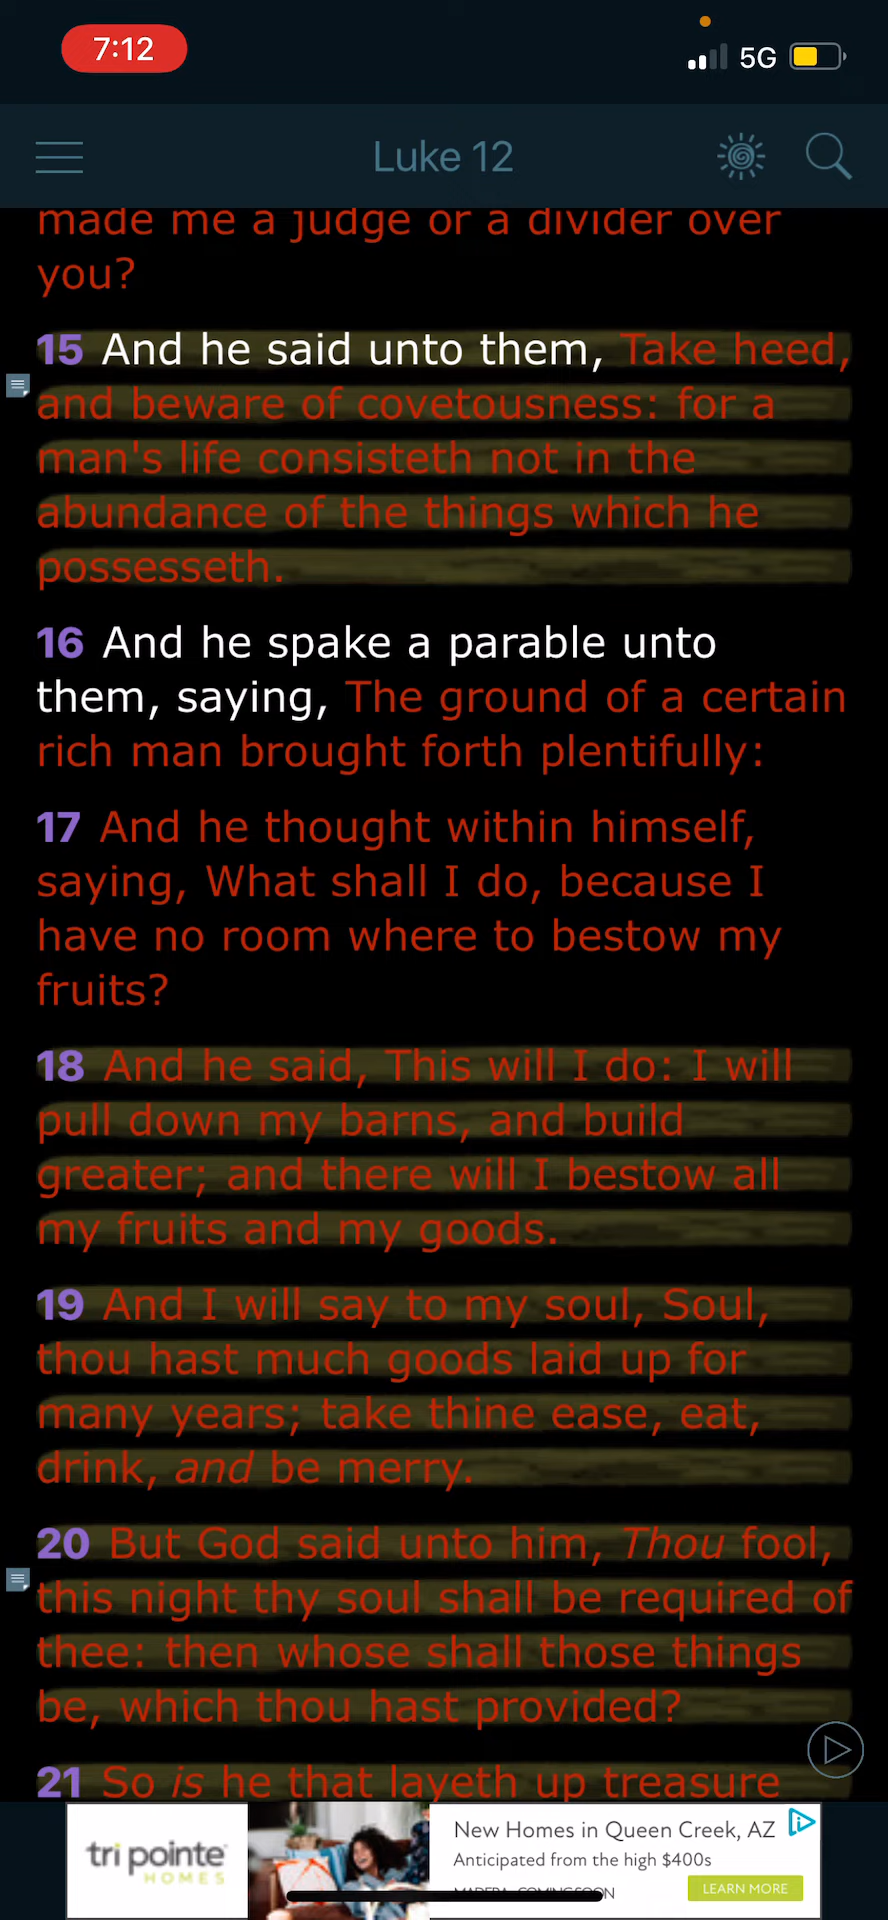 7:12
5G
Luke 12
made me a judge or a divider over
you?
15 And he said unto them, Take heed,
and beware of covetousness: for a
man's life consisteth not in the
abundance of the things which he
possesseth.
16 And he spake a parable unto
them, saying, The ground of a certain
rich man brought forth plentifully:
17 And he thought within himself,
saying, What shall I do, because I
have no room where to bestow my
fruits?
18 And he said, This will I do: I will
pull down my barns, and build
greater; and there will I bestow all
my fruits and my goods.
19 And I will say to my soul, Soul,
thou hast much goods laid up for
many years; take thine ease, eat,
drink, and be merry.
20 But God said unto him, Thou fool,
this night thy soul shall be required of
thee: then whose shall those things
be, which thou hast provided?
21 So is he that layeth up treasure
tri pointe
HOMES
New Homes in Queen Creek, AZ
Anticipated from the high $400s
LEARN MORE